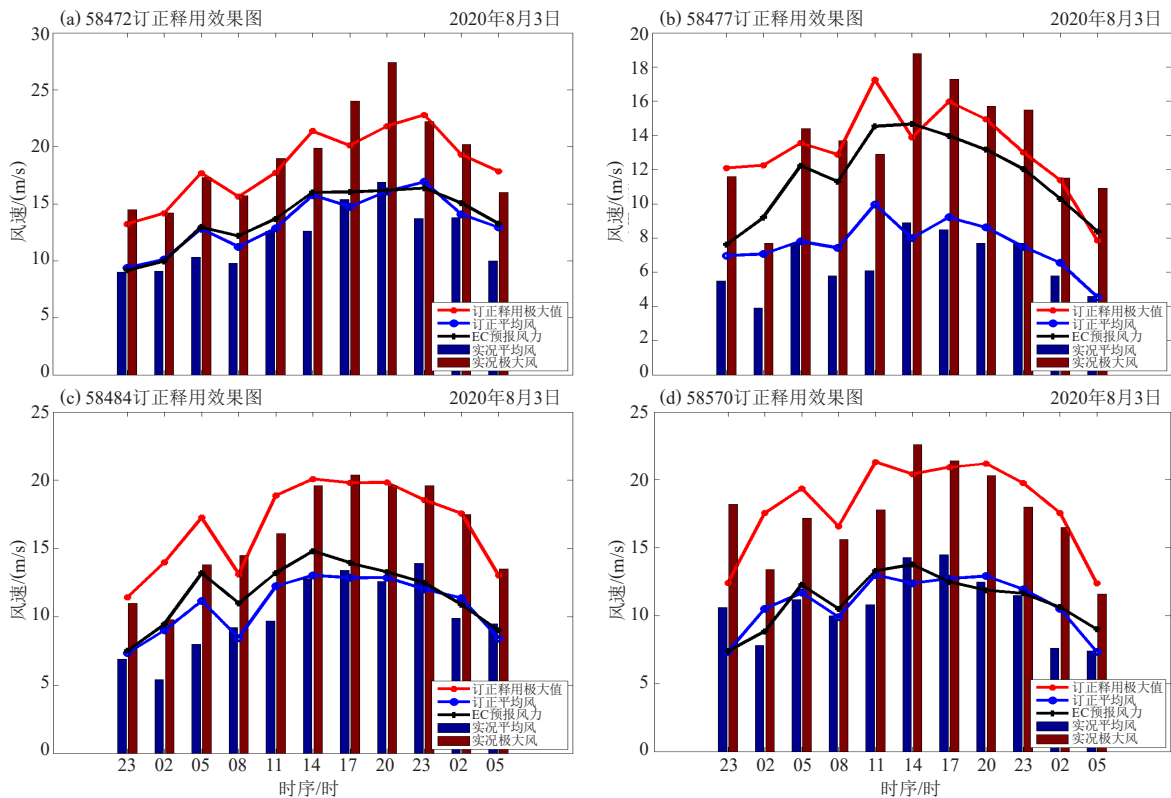 (a) 58472订正释用效果图 2020年8月3日
30
25
20
15
10
5
0
风速/(m/s)
订正释用极大值
订正平均风
EC预报风力
实况平均风
实况极大风
(b) 58477订正释用效果图 2020年8月3日
20
18
16
14
12
10
8
6
4
2
0
风速/(m/s)
订正释用极大值
订正平均风
EC预报风力
实况平均风
实况极大风
(c) 58484订正释用效果图 2020年8月3日
25
20
15
10
5
0
风速/(m/s)
订正释用极大值
订正平均风
EC预报风力
实况平均风
实况极大风
23 02 05 08 11 14 17 20 23 02 05
时序/时
(d) 58570订正释用效果图 2020年8月3日
25
20
15
10
5
0
风速/(m/s)
订正释用极大值
订正平均风
EC预报风力
实况平均风
实况极大风
23 02 05 08 11 14 17 20 23 02 05
时序/时